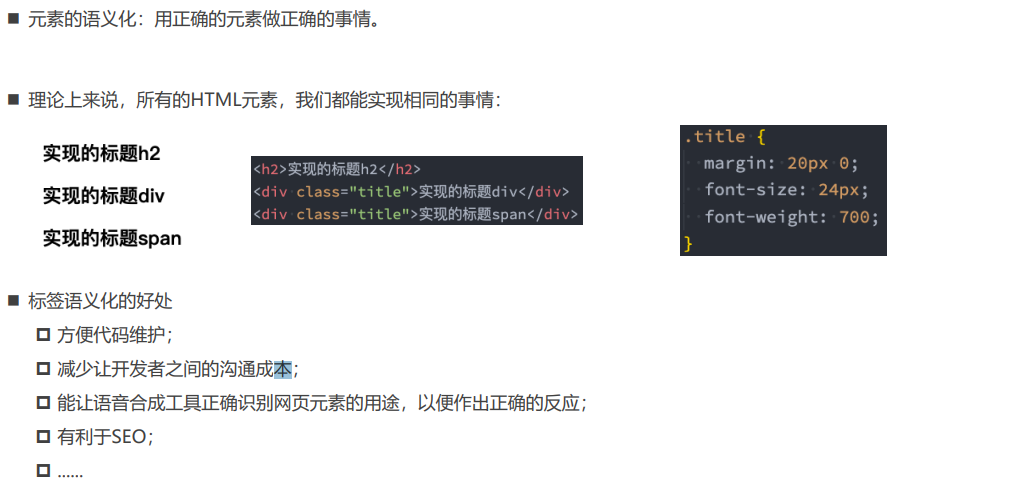 元素的语义化：用正确的元素做正确的事情。
理论上来说，所有的HTML元素，我们都能实现相同的事情：
实现的标题h2
实现的标题div
实现的标题span
<h2>实现的标题h2</h2>
<div class="title">实现的标题div</div>
<div class="title">实现的标题span</div>
.title {
margin: 20px 0;
font-size: 24px;
font-weight: 700;
}
标签语义化的好处
方便代码维护；
减少让开发者之间的沟通成本；
能让语音合成工具正确识别网页元素的用途，以便作出正确的反应；
有利于SEO；
......